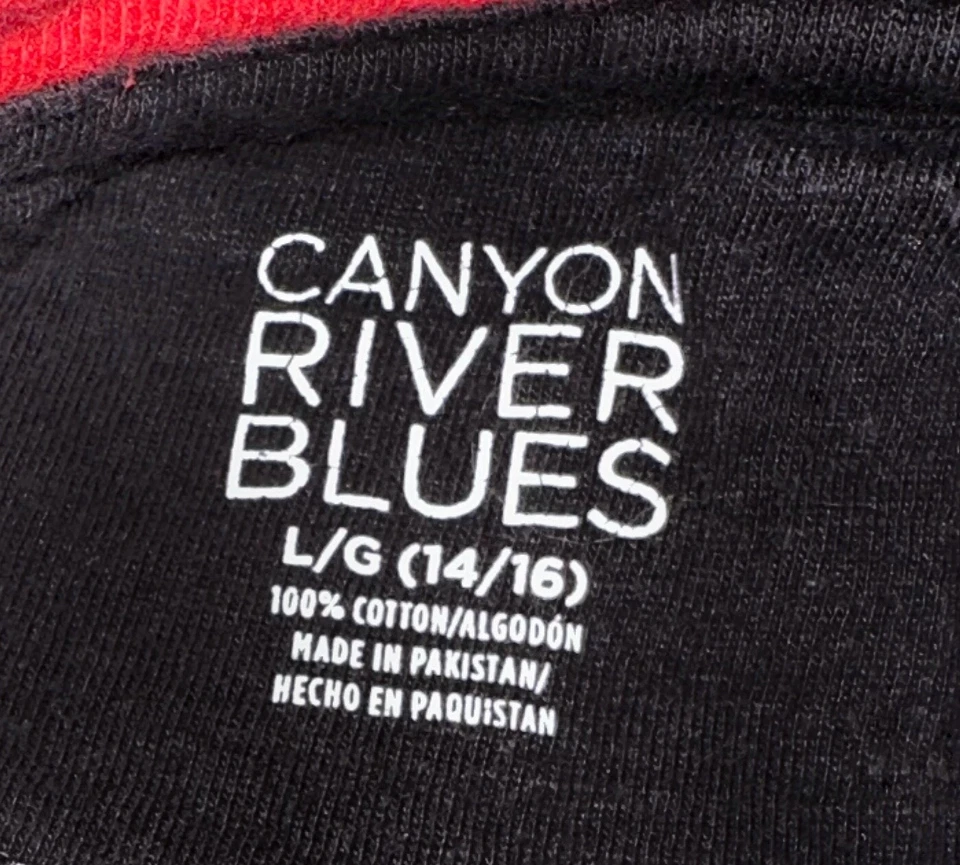 CANYON
RIVER
BLUES
L/G (14/16)
100% COTTON/ALGODÓN
MADE IN PAKISTAN/
HECHO EN PAQUISTAN